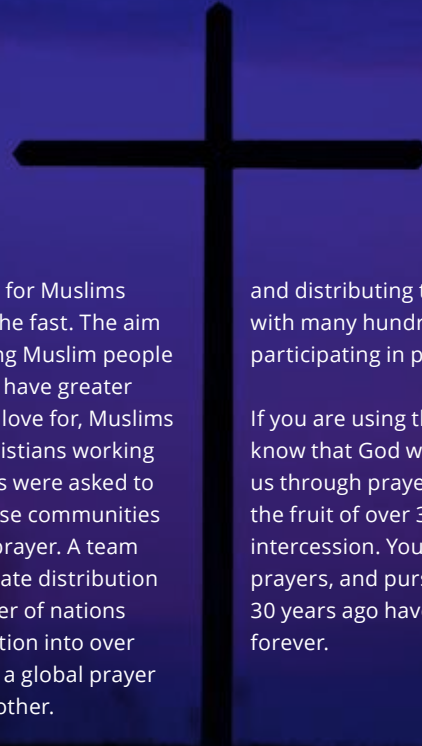 for Muslims
he fast. The aim
ng Muslim people
have greater
love for, Muslims
ristians working
s were asked to
se communities
prayer. A team
ate distribution
er of nations
tion into over
a global prayer
other.
and distributing t
with many hundr
participating in p
If you are using th
know that God w
us through praye
the fruit of over 3
intercession. You
prayers, and purs
30 years ago hav
forever.